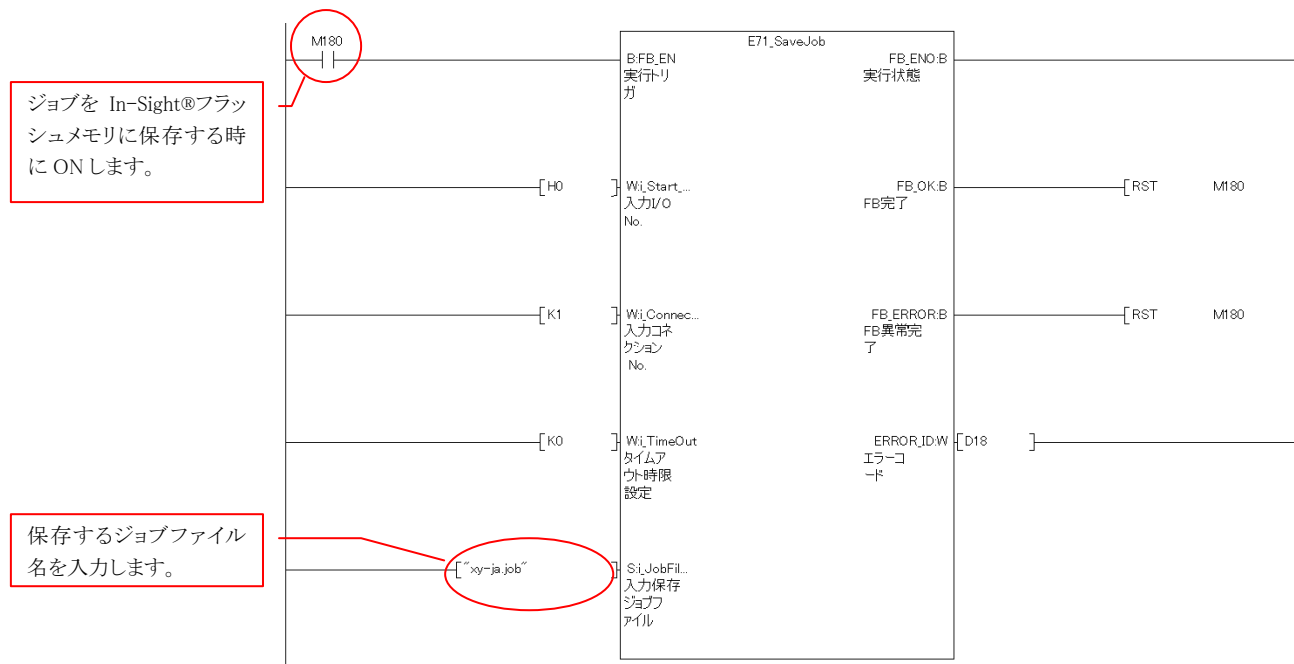 M180
E71_SaveJob
B:FB_EN
実行トリ
ガ
FB_ENO:B
実行状態
ジョブを In-Sight®フラッ
シュメモリに保存する時
に ON します。
H0
W:i_Start_...
入力I/O
No.
FB_OK:B
FB完了
RST M180
K1
W:i_Connec...
入力コネ
クション
No.
FB_ERROR:B
FB異常完
了
RST M180
K0
W:i_TimeOut
タイムア
ウト時限
設定
ERROR_ID:W
エラーコ
ード
D18
保存するジョブファイル
名を入力します。
"xy-ja.job"
S:i_JobFil...
入力保存
ジョブフ
ァイル